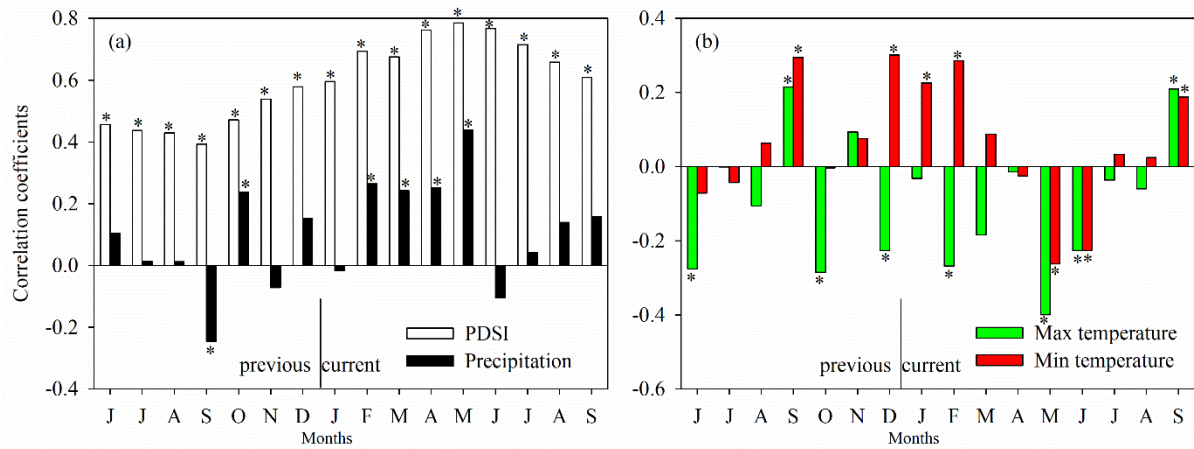 (a)
Correlation coefficients
0.8
0.6
0.4
0.2
0.0
-0.2
-0.4
* * * * * * * * * * * * * * * *
* * * * * *
PDSI
Precipitation
previous current
J J A S O N D J F M A M J J A S
Months
(b)
0.4
0.2
0.0
-0.2
-0.4
-0.6
* * * * * *
* * * * * * * * *
Max temperature
Min temperature
previous current
J J A S O N D J F M A M J J A S
Months